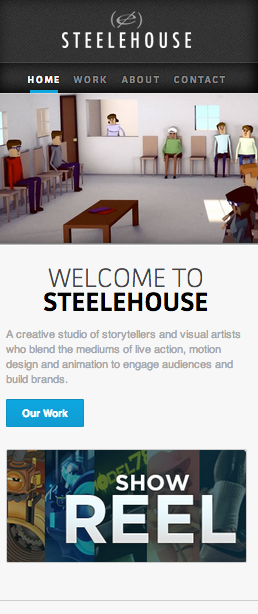 STEELEHOUSE
HOME WORK ABOUT CONTACT
WELCOME TO
STEELEHOUSE
A creative studio of storytellers and visual artists
who blend the mediums of live action, motion
design and animation to engage audiences and
build brands.
Our Work
SHOW
REEL